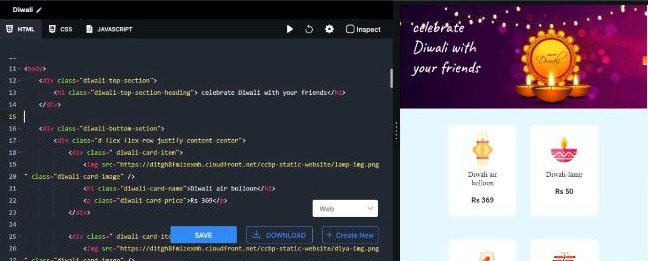 Diwali
HTML
CSS
JAVASCRIPT
Inspect
11 <body>
12 <div class="diwali-top-section">
13 <h1 class="diwali-top-section-heading"> celebrate Diwali with your friends</h1>
14 </div>
15
16 <div class="diwali-buttom-setion">
17 <div class="d-flex flex-row justify-content-center">
18 <div class=" diwali-card-item">
19 <img src="https://d1tgh8fmlzexmh.cloudfront.net/ccbp-static-website/lamp-img.png
20 " class="diwali-card-image" />
21 <h1 class="diwali-card-name">Diwali air bolloon</h1>
22 <p class="diwali-card-price">Rs 369</p>
23 </div>
24
25 <div class="diwali-card-ite
26 <img src="https://d1tgh8fmlzexmh.cloudfront.net/ccbp-static-website/diya-img.png
27 " class="diwali-card-image" />
Web
SAVE
DOWNLOAD
+ Create New
celebrate
Diwali with
your friends
HAPPY
Diwali
Diwali air
bolloon
Rs 369
Diwali-lamp
Rs 50